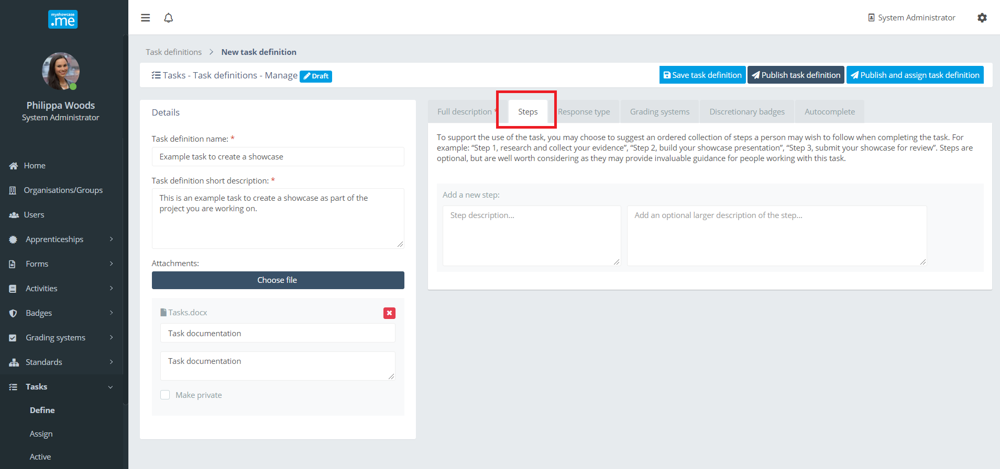 myshowcase
.me
System Administrator
Philippa Woods
System Administrator
Home
Organisations/Groups
Users
Apprenticeships
Forms
Activities
Badges
Grading systems
Standards
Tasks
Define
Assign
Active
Task definitions > New task definition
Tasks - Task definitions - Manage Draft
Save task definition
Publish task definition
Publish and assign task definition
Details
Task definition name: *
Example task to create a showcase
Task definition short description: *
This is an example task to create a showcase as part of the
project you are working on.
Attachments:
Choose file
Tasks.docx
Task documentation
Task documentation
Make private
Full description *
Steps
Response type
Grading systems
Discretionary badges
Autocomplete
To support the use of the task, you may choose to suggest an ordered collection of steps a person may wish to follow when completing the task. For
example: “Step 1, research and collect your evidence”, “Step 2, build your showcase presentation”, “Step 3, submit your showcase for review”. Steps are
optional, but are well worth considering as they may provide invaluable guidance for people working with this task.
Add a new step:
Step description...
Add an optional larger description of the step...